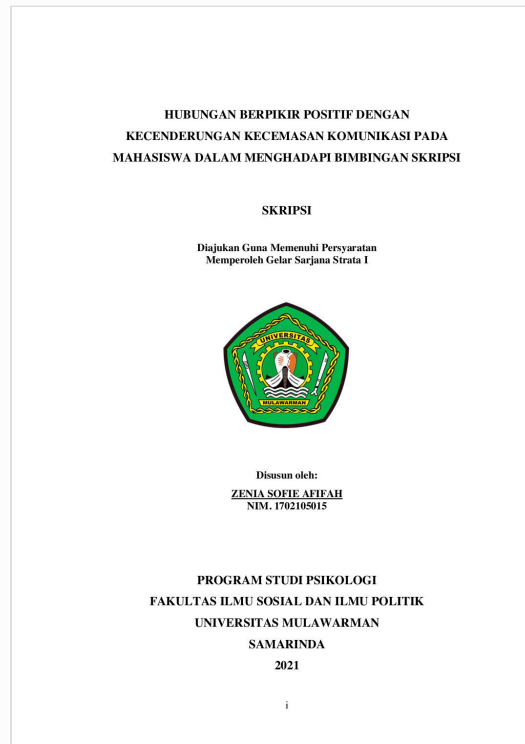 HUBUNGAN BERPIKIR POSITIF DENGAN
KECENDERUNGAN KECEMASAN KOMUNIKASI PADA
MAHASISWA DALAM MENGHADAPI BIMBINGAN SKRIPSI
SKRIPSI
Diajukan Guna Memenuhi Persyaratan
Memperoleh Gelar Sarjana Strata I
UNIVERSITAS
MULAWARMAN
Disusun oleh:
ZENIA SOFIE AFIFAH
NIM. 1702105015
PROGRAM STUDI PSIKOLOGI
FAKULTAS ILMU SOSIAL DAN ILMU POLITIK
UNIVERSITAS MULAWARMAN
SAMARINDA
2021
i